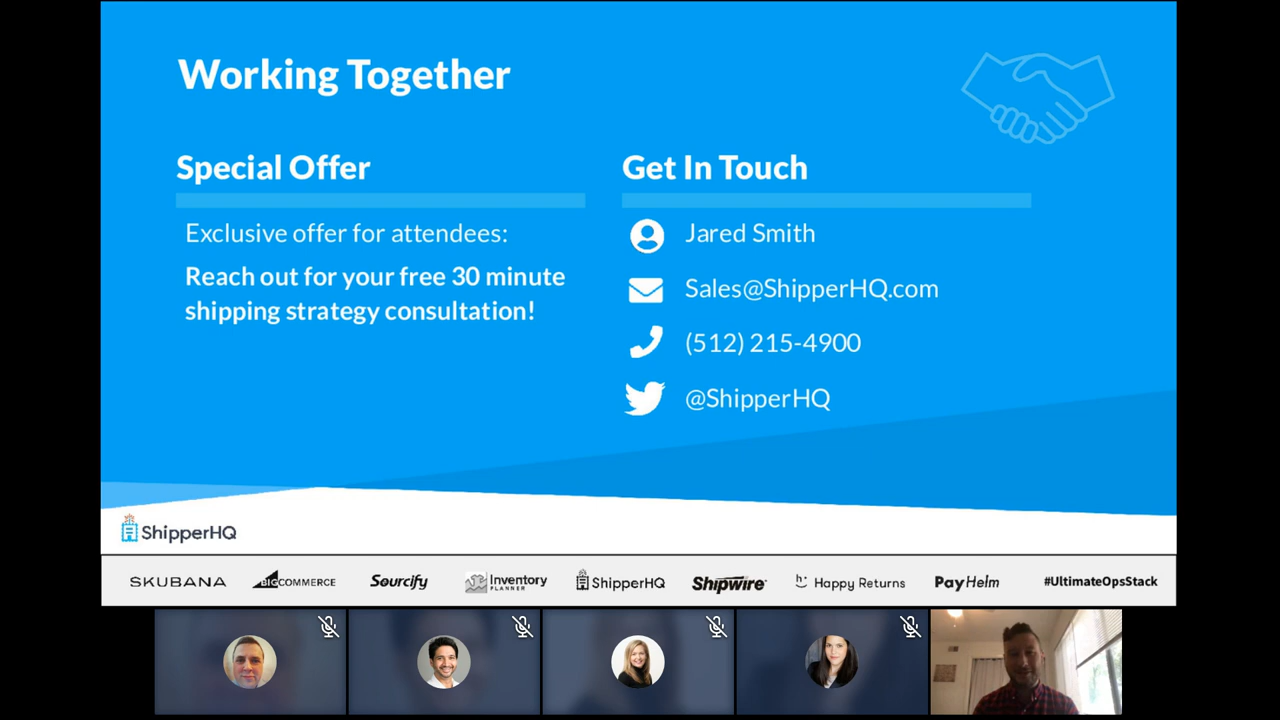 Working Together
Special Offer
Exclusive offer for attendees:
Reach out for your free 30 minute
shipping strategy consultation!
Get In Touch
Jared Smith
Sales@ShipperHQ.com
(512) 215-4900
@ShipperHQ
ShipperHQ
SKUBANA
BIGCOMMERCE
Sourcify
Inventory
PLANNER
ShipperHQ
Shipwire
h:
Happy Returns
PayHelm
#UltimateOpsStack